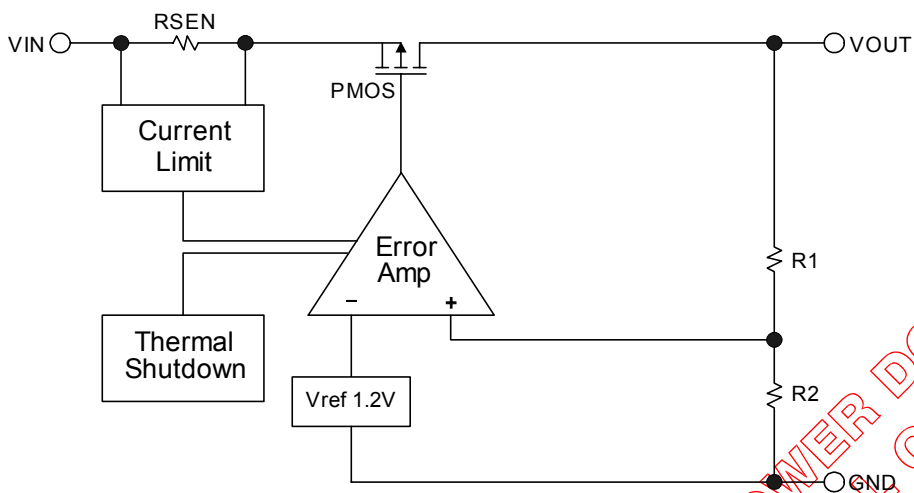 RSEN
VIN
VOUT
PMOS
Current
Limit
Error
Amp
R1
− +
Thermal
Shutdown
Vref 1.2V
R2
GND